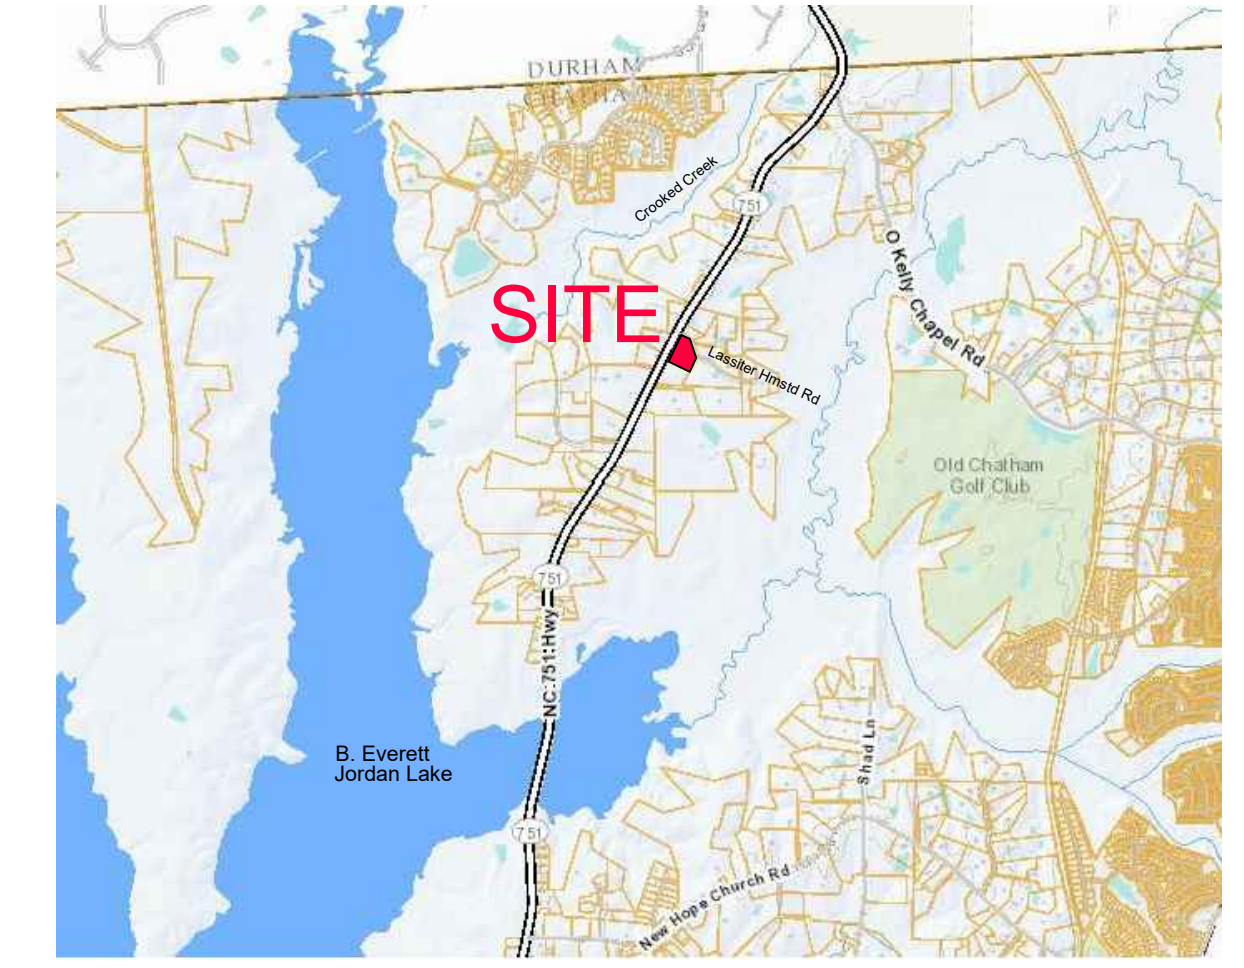 DURHAM
CHATHAM
Crooked Creek
751
O Kelly Chapel Rd
SITE
Lassiter Hmstd Rd
Old Chatham
Golf Club
751
NC 751 Hwy
B. Everett
Jordan Lake
Shad Ln
751
New Hope Church Rd